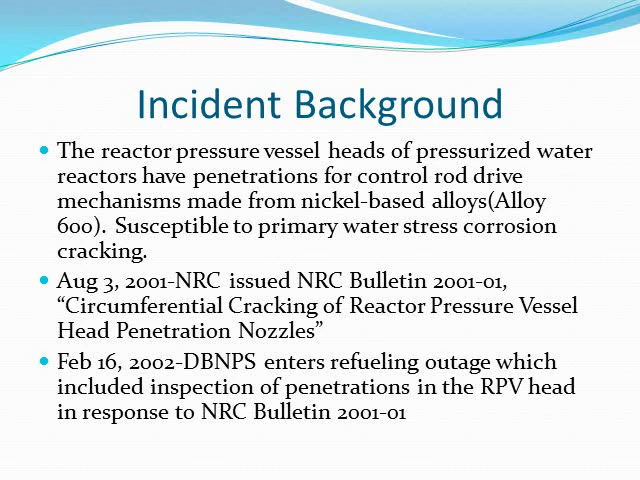 Incident Background
• The reactor pressure vessel heads of pressurized water
reactors have penetrations for control rod drive
mechanisms made from nickel-based alloys(Alloy
600). Susceptible to primary water stress corrosion
cracking.
• Aug 3, 2001-NRC issued NRC Bulletin 2001-01,
“Circumferential Cracking of Reactor Pressure Vessel
Head Penetration Nozzles”
• Feb 16, 2002-DBNPS enters refueling outage which
included inspection of penetrations in the RPV head
in response to NRC Bulletin 2001-01